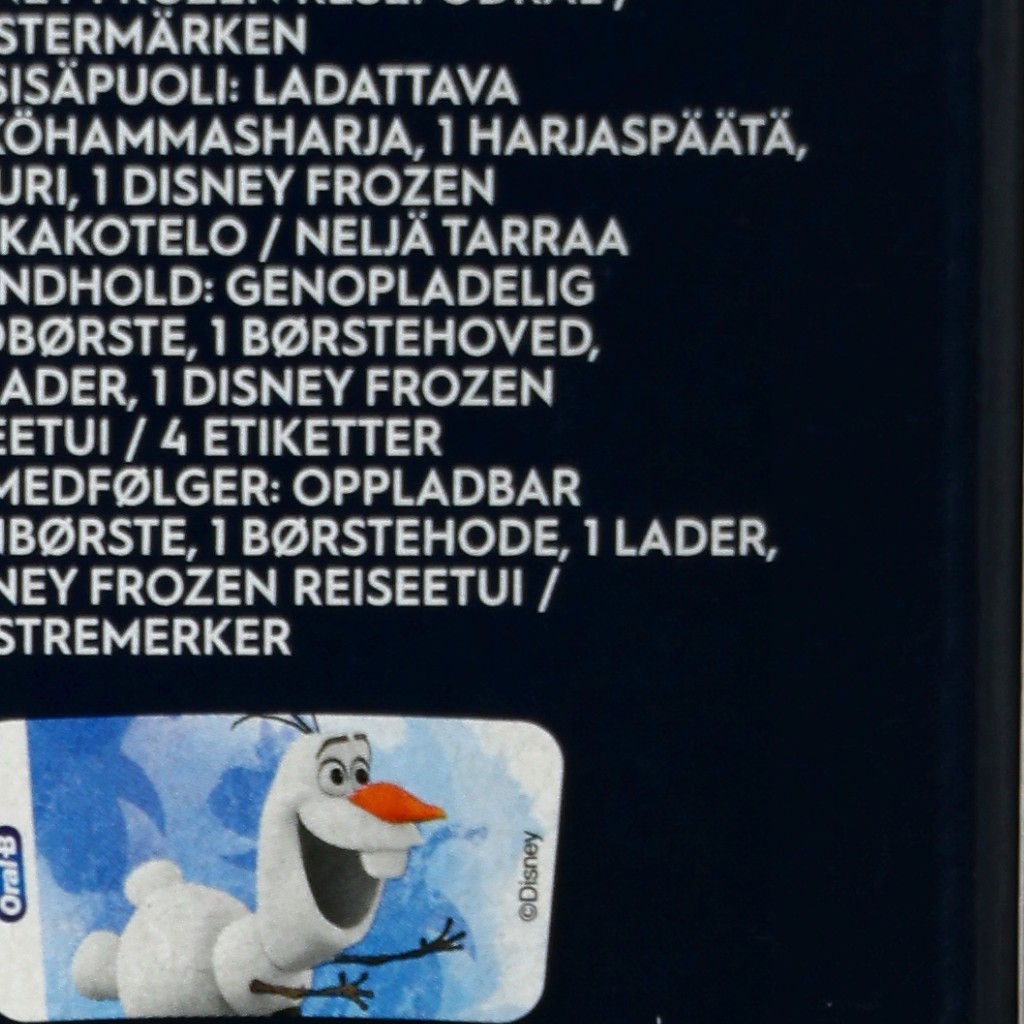 STERMÄRKEN
SISÄPUOLI: LADATTAVA
KÖHAMMASHARJA, 1 HARJASPÄÄTÄ,
URI, 1 DISNEY FROZEN
KAKOTELO / NELJÄ TARRAA
NDHOLD: GENOPLADELIG
BØRSTE, 1 BØRSTEHOVED,
ADER, 1 DISNEY FROZEN
EETUI / 4 ETIKETTER
MEDFØLGER: OPPLADBAR
BØRSTE, 1 BØRSTEHODE, 1 LADER,
NEY FROZEN REISEETUI /
STREMERKER
Oral-B
©Disney